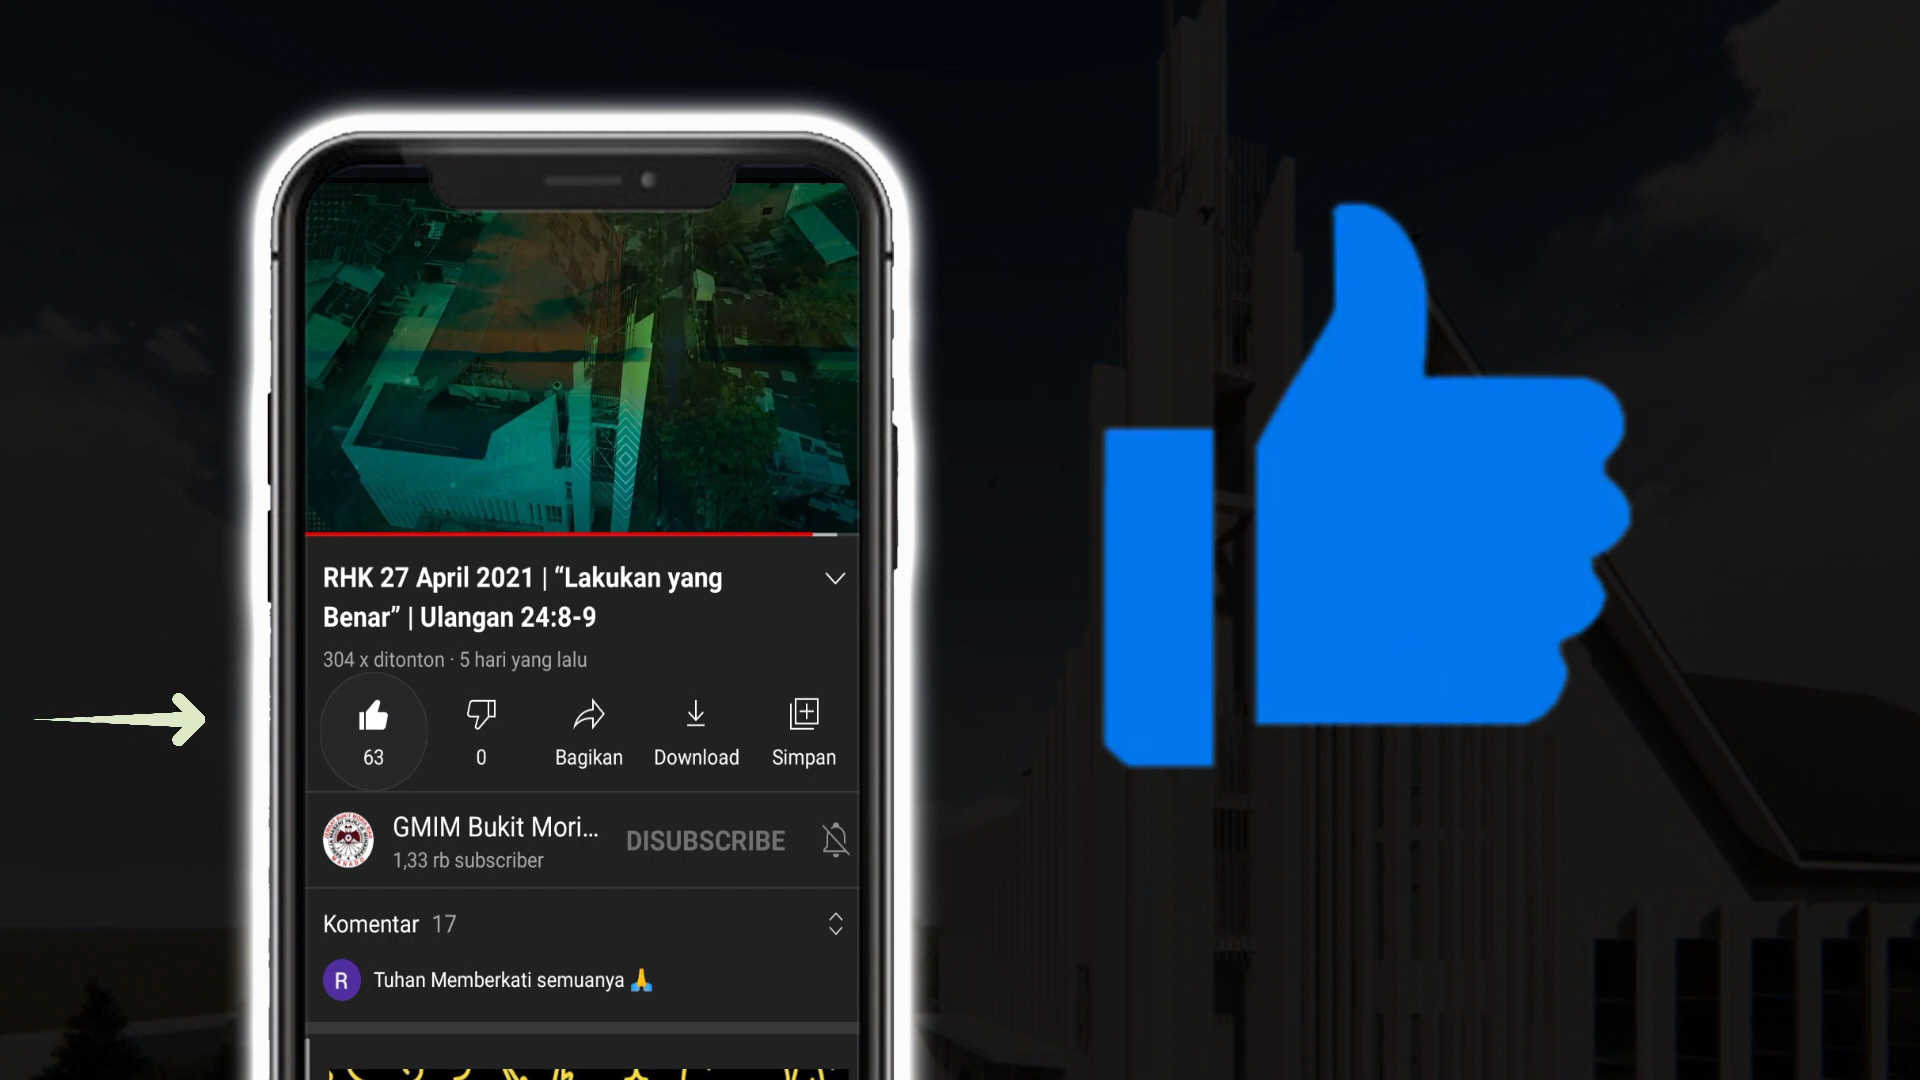 RHK 27 April 2021 | “Lakukan yang
Benar” | Ulangan 24:8-9
304 x ditonton · 5 hari yang lalu
63 0 Bagikan Download Simpan
GMIM Bukit Mori... DISUBSCRIBE
1,33 rb subscriber
Komentar 17
R Tuhan Memberkati semuanya 🙏